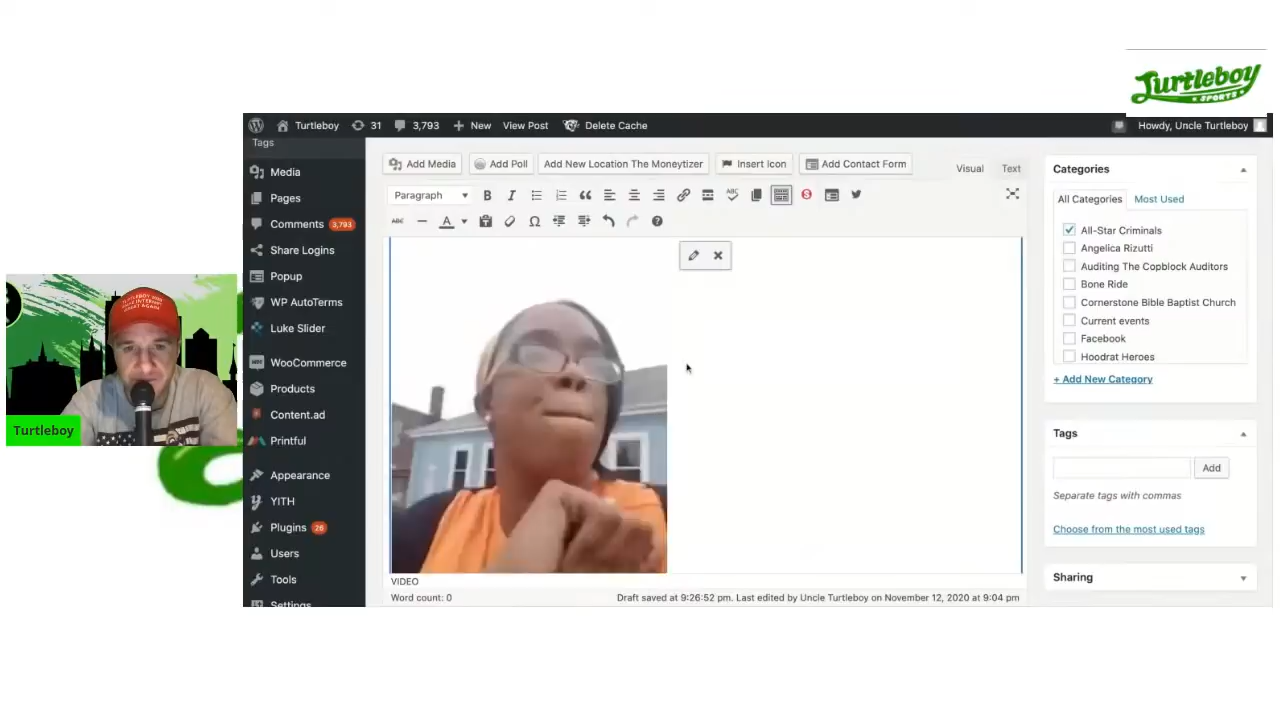 Turtleboy
SPORTS
Turtleboy
31
3,793
New
View Post
Delete Cache
Howdy, Uncle Turtleboy
Tags
Media
Pages
Comments 3,793
Share Logins
Popup
WP AutoTerms
Luke Slider
WooCommerce
Products
Content.ad
Printful
Appearance
YITH
Plugins 26
Users
Tools
Settings
Add Media
Add Poll
Add New Location The Moneytizer
Insert Icon
Add Contact Form
Visual
Text
Paragraph
B
I
ABC
ABC
A
VIDEO
Word count: 0
Draft saved at 9:26:52 pm. Last edited by Uncle Turtleboy on November 12, 2020 at 9:04 pm
Categories
All Categories
Most Used
All-Star Criminals
Angelica Rizutti
Auditing The Copblock Auditors
Bone Ride
Cornerstone Bible Baptist Church
Current events
Facebook
Hoodrat Heroes
+ Add New Category
Tags
Add
Separate tags with commas
Choose from the most used tags
Sharing
Turtleboy